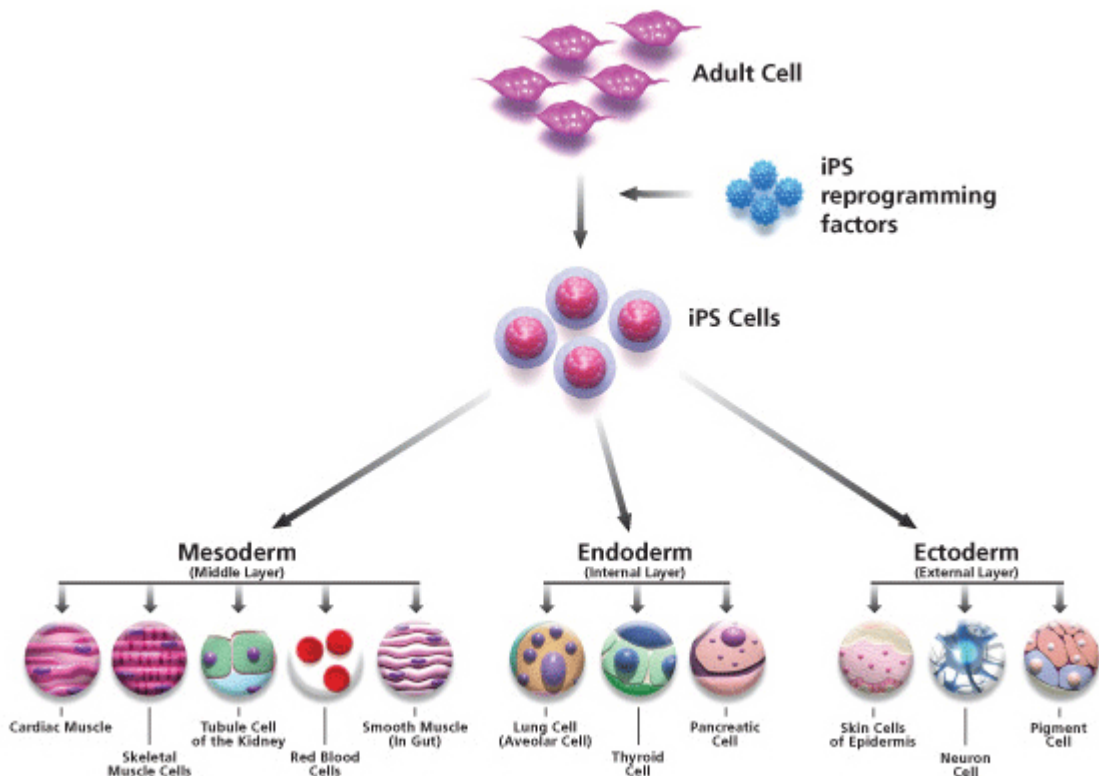 Adult Cell
iPS
reprogramming
factors
iPS Cells
Mesoderm
(Middle Layer)
Endoderm
(Internal Layer)
Ectoderm
(External Layer)
Cardiac Muscle
Skeletal
Muscle Cells
Tubule Cell
of the Kidney
Red Blood
Cells
Smooth Muscle
(In Gut)
Lung Cell
(Aveolar Cell)
Thyroid
Cell
Pancreatic
Cell
Skin Cells
of Epidermis
Neuron
Cell
Pigment
Cell